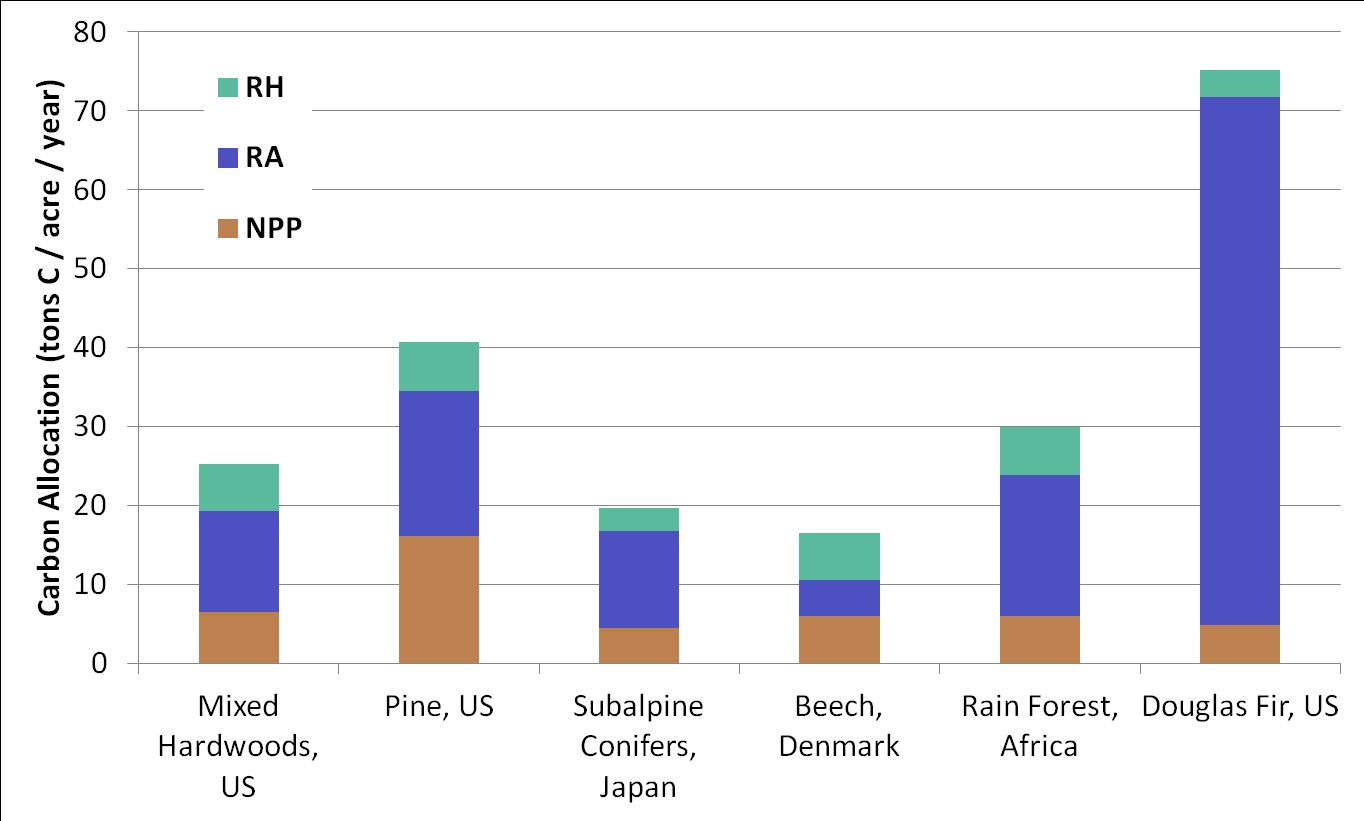 Carbon Allocation (tons C / acre / year)
80
70
60
50
40
30
20
10
0
RH
RA
NPP
Mixed
Hardwoods,
US
Pine, US
Subalpine
Conifers,
Japan
Beech,
Denmark
Rain Forest,
Africa
Douglas Fir, US